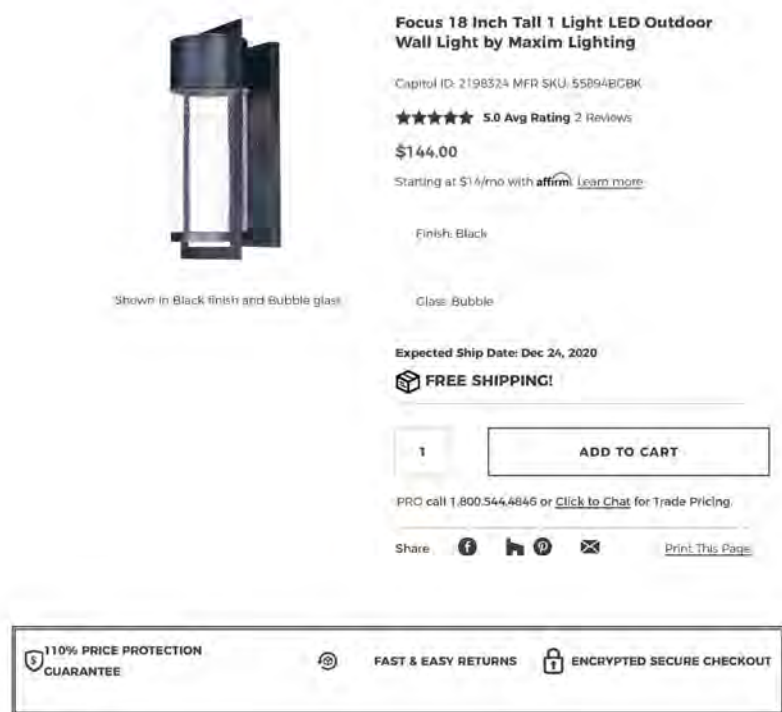 Focus 18 Inch Tall 1 Light LED Outdoor
Wall Light by Maxim Lighting
Capitol ID: 2198324 MFR SKU: 55894BGBK
5.0 Avg Rating 2 Reviews
$144.00
Starting at $14/mo with affirm. Learn more
Finish: Black
Shown in Black finish and Bubble glass
Glass: Bubble
Expected Ship Date: Dec 24, 2020
FREE SHIPPING!
1
ADD TO CART
PRO call 1.800.544.4846 or Click to Chat for Trade Pricing.
Share
Print This Page
110% PRICE PROTECTION
GUARANTEE
FAST & EASY RETURNS
ENCRYPTED SECURE CHECKOUT